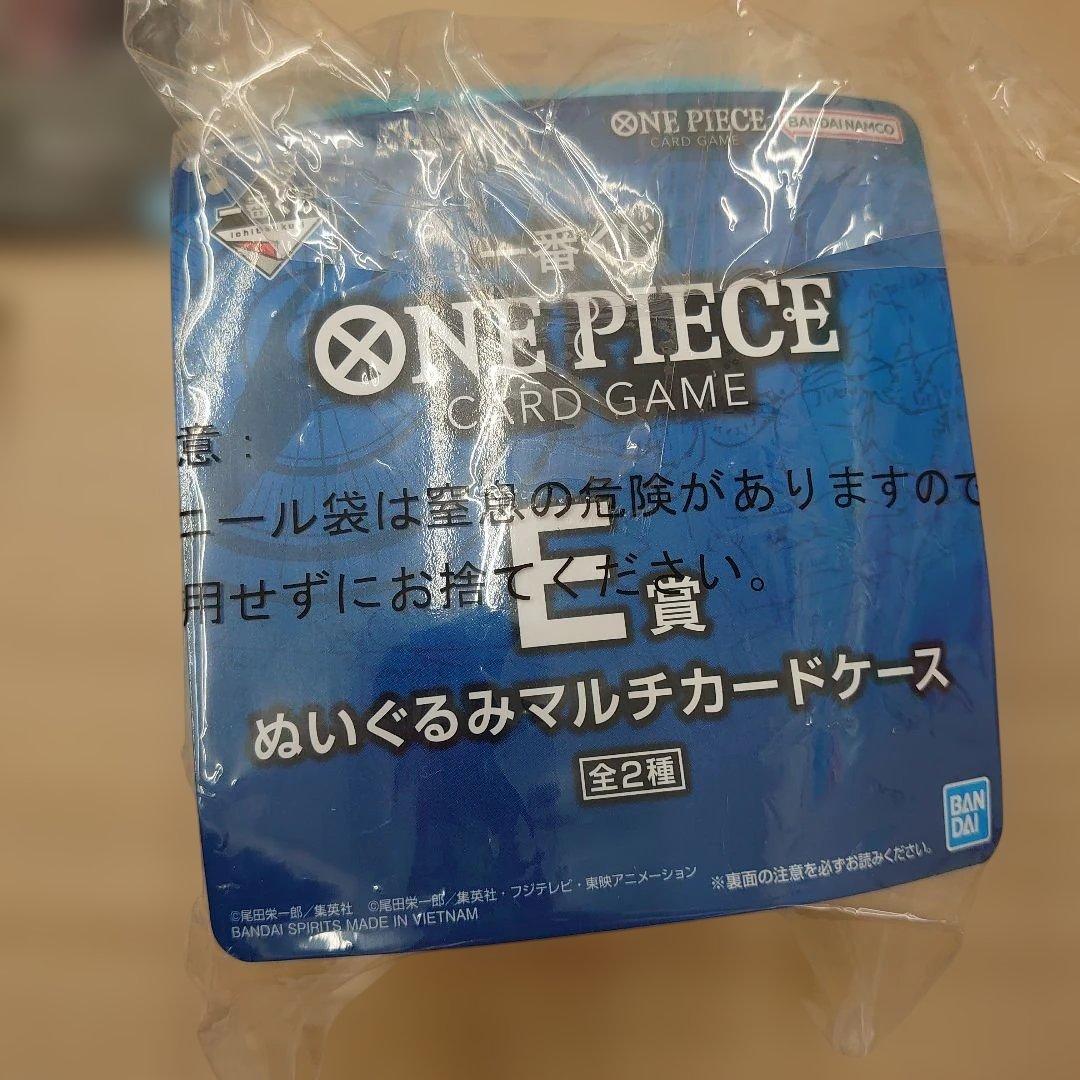 ONE PIECE
CARD GAME
BANDAI NAMCO
一番くじ
ONE PIECE
CARD GAME
意：
ニール袋は窒息の危険がありますので
用せずにお捨てください。
E賞
ぬいぐるみマルチカードケース
全2種
BAN
DAI
※裏面の注意を必ずお読みください。
©尾田栄一郎／集英社 ©尾田栄一郎／集英社・フジテレビ・東映アニメーション
BANDAI SPIRITS MADE IN VIETNAM